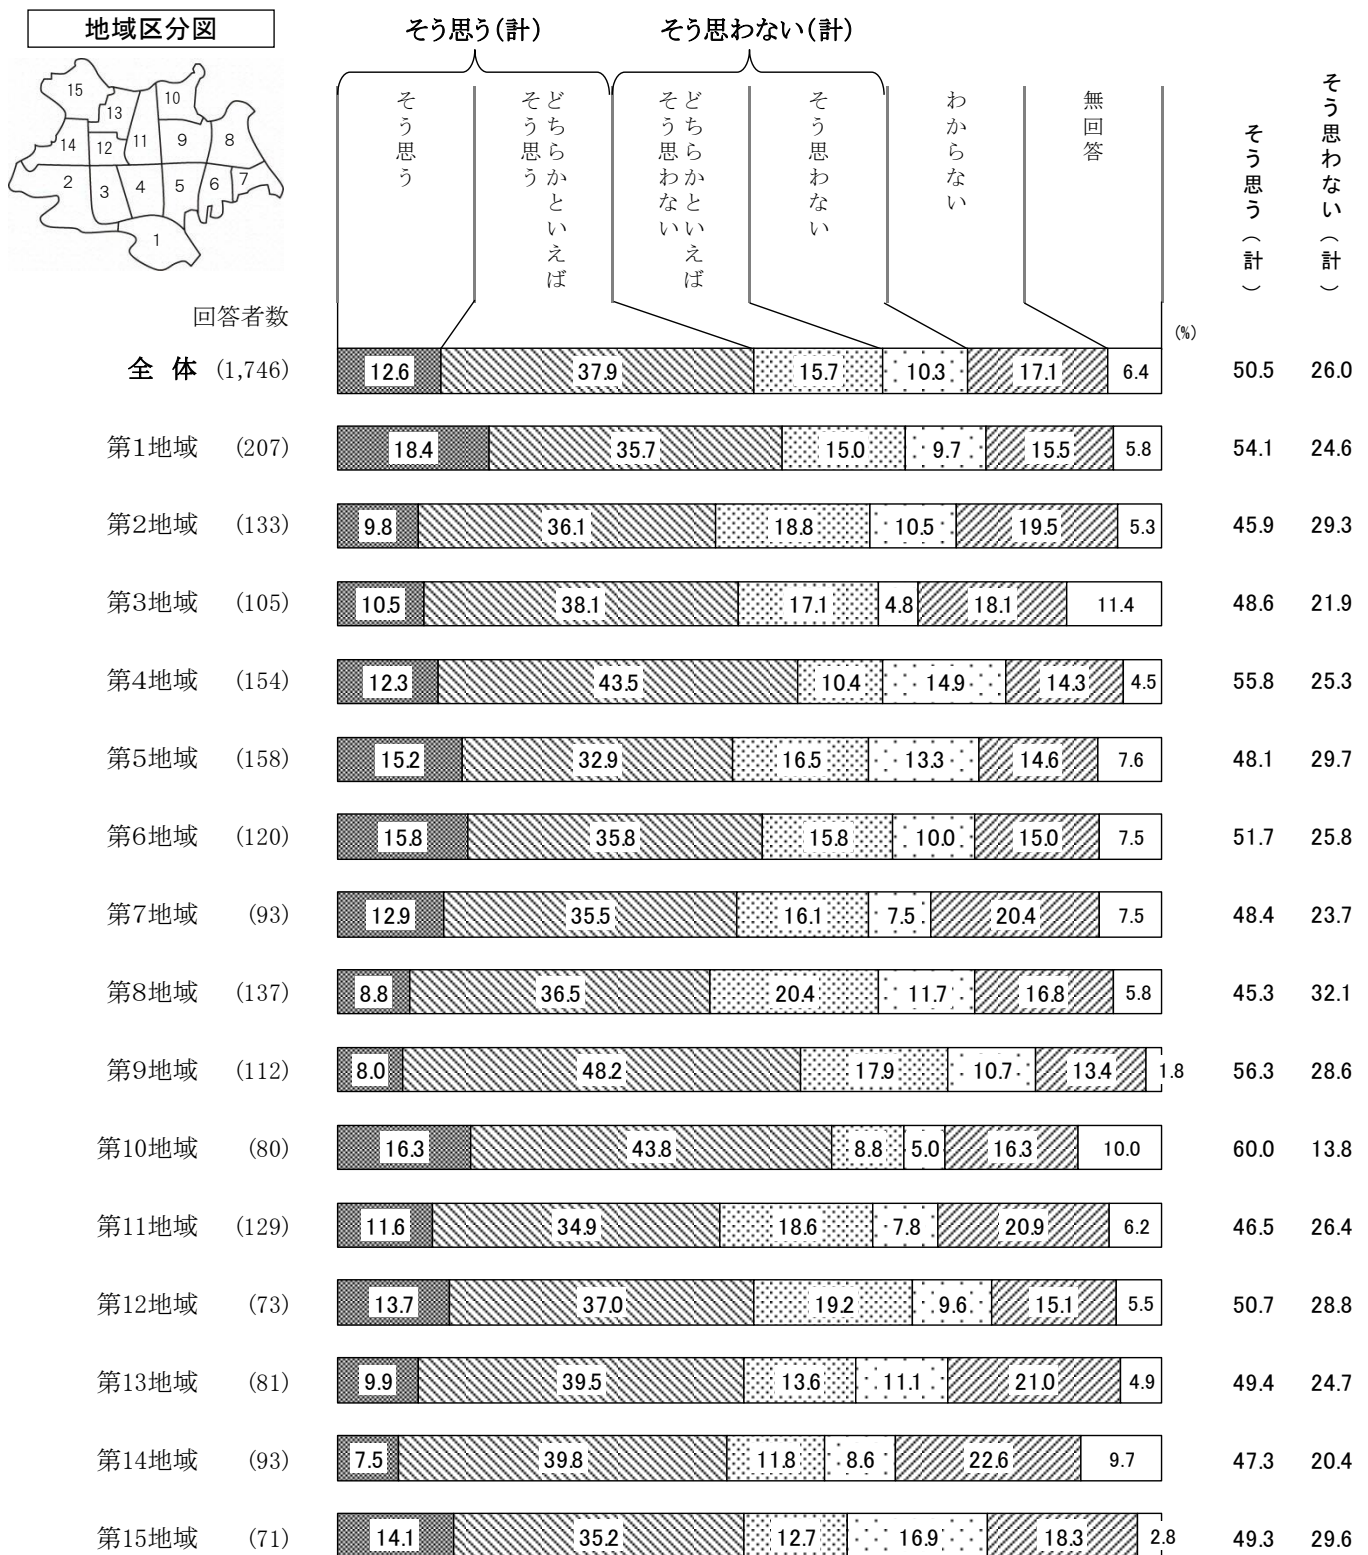 地域区分図
15
10
13
14
12
11
9
8
2
3
4
5
6
7
1
そう思う(計)
そう思わない(計)
そう思う
どちらかといえば
そう思う
どちらかといえば
そう思わない
そう思わない
わからない
無回答
そう思う(計)
そう思わない(計)
回答者数
(%)
全 体 (1,746) 12.6 37.9 15.7 10.3 17.1 6.4 50.5 26.0
第1地域 (207) 18.4 35.7 15.0 9.7 15.5 5.8 54.1 24.6
第2地域 (133) 9.8 36.1 18.8 10.5 19.5 5.3 45.9 29.3
第3地域 (105) 10.5 38.1 17.1 4.8 18.1 11.4 48.6 21.9
第4地域 (154) 12.3 43.5 10.4 14.9 14.3 4.5 55.8 25.3
第5地域 (158) 15.2 32.9 16.5 13.3 14.6 7.6 48.1 29.7
第6地域 (120) 15.8 35.8 15.8 10.0 15.0 7.5 51.7 25.8
第7地域 (93) 12.9 35.5 16.1 7.5 20.4 7.5 48.4 23.7
第8地域 (137) 8.8 36.5 20.4 11.7 16.8 5.8 45.3 32.1
第9地域 (112) 8.0 48.2 17.9 10.7 13.4 1.8 56.3 28.6
第10地域 (80) 16.3 43.8 8.8 5.0 16.3 10.0 60.0 13.8
第11地域 (129) 11.6 34.9 18.6 7.8 20.9 6.2 46.5 26.4
第12地域 (73) 13.7 37.0 19.2 9.6 15.1 5.5 50.7 28.8
第13地域 (81) 9.9 39.5 13.6 11.1 21.0 4.9 49.4 24.7
第14地域 (93) 7.5 39.8 11.8 8.6 22.6 9.7 47.3 20.4
第15地域 (71) 14.1 35.2 12.7 16.9 18.3 2.8 49.3 29.6